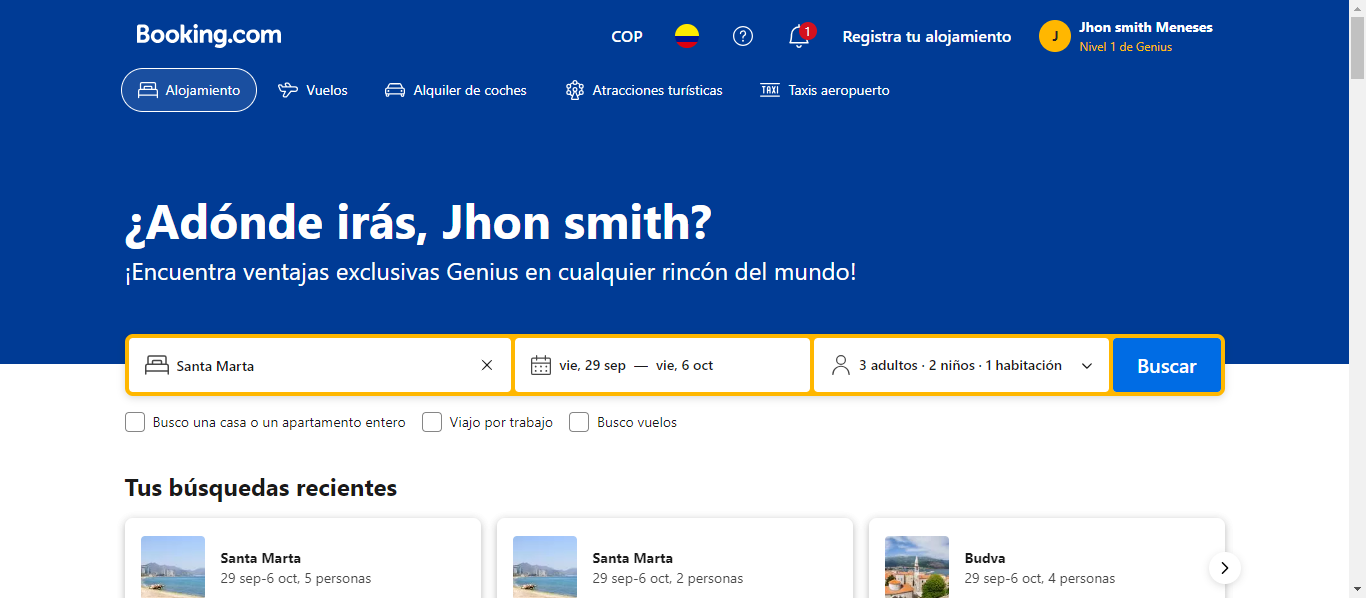 Booking.com
COP
1
Registra tu alojamiento
J
Jhon smith Meneses
Nivel 1 de Genius
Alojamiento
Vuelos
Alquiler de coches
Atracciones turísticas
TAXI
Taxis aeropuerto
¿Adónde irás, Jhon smith?
¡Encuentra ventajas exclusivas Genius en cualquier rincón del mundo!
Santa Marta
vie, 29 sep — vie, 6 oct
3 adultos · 2 niños · 1 habitación
Buscar
Busco una casa o un apartamento entero
Viajo por trabajo
Busco vuelos
Tus búsquedas recientes
Santa Marta
29 sep-6 oct, 5 personas
Santa Marta
29 sep-6 oct, 2 personas
Budva
29 sep-6 oct, 4 personas